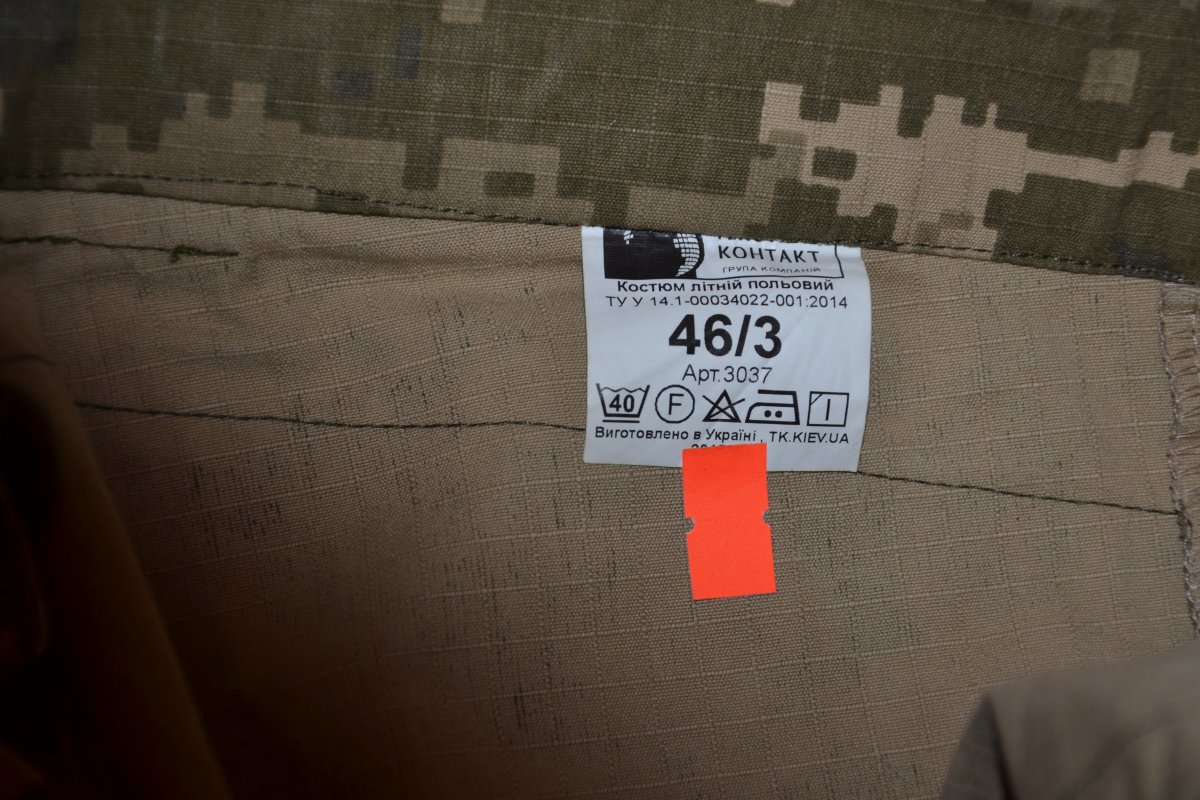 КОНТАКТ
ГРУПА КОМПАНІЙ
Костюм літній польовий
ТУ У 14.1-00034022-001:2014
46/3
Арт.3037
40 F I
Виготовлено в Україні , TK.KIEV.UA